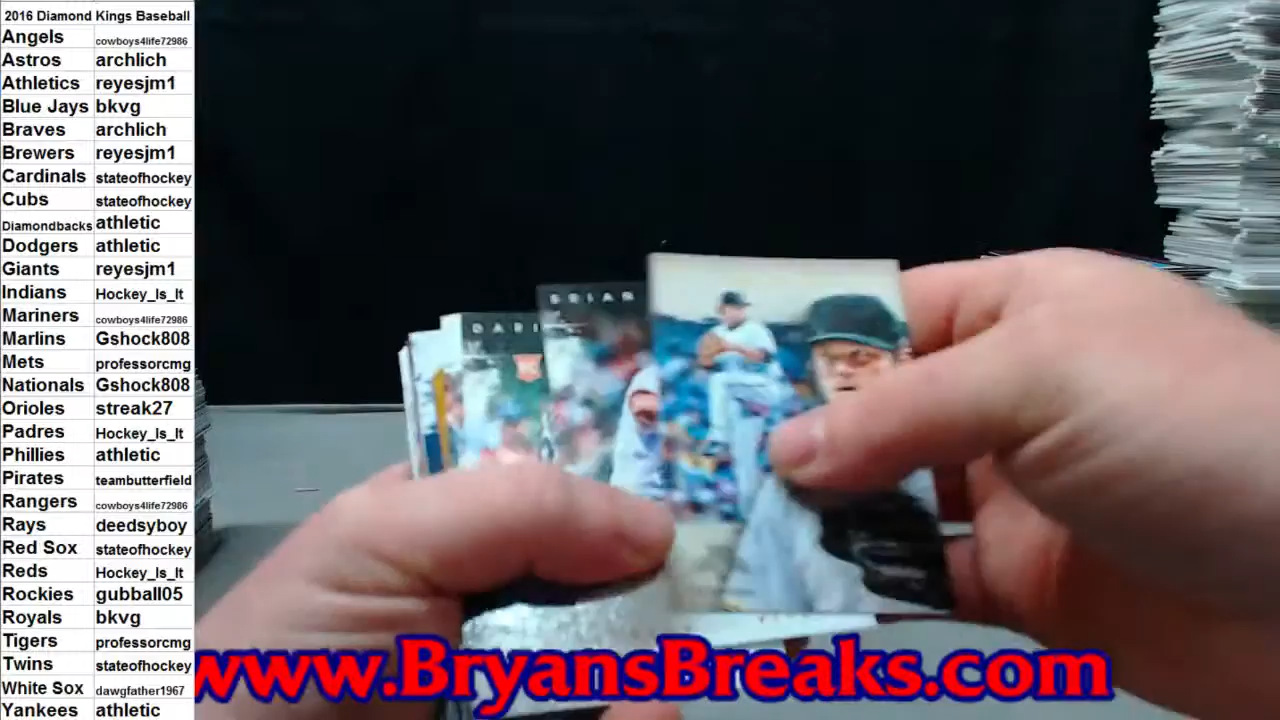 2016 Diamond Kings Baseball
Angels cowboys4life72986
Astros archlich
Athletics reyesjm1
Blue Jays bkvg
Braves archlich
Brewers reyesjm1
Cardinals stateofhockey
Cubs stateofhockey
Diamondbacks athletic
Dodgers athletic
Giants reyesjm1
Indians Hockey_Is_It
Mariners cowboys4life72986
Marlins Gshock808
Mets professorcmg
Nationals Gshock808
Orioles streak27
Padres Hockey_Is_It
Phillies athletic
Pirates teambutterfield
Rangers cowboys4life72986
Rays deedsyboy
Red Sox stateofhockey
Reds Hockey_Is_It
Rockies gubball05
Royals bkvg
Tigers professorcmg
Twins stateofhockey
White Sox dawgfather1967
Yankees athletic
BRIAN
DARI
www.BryansBreaks.com